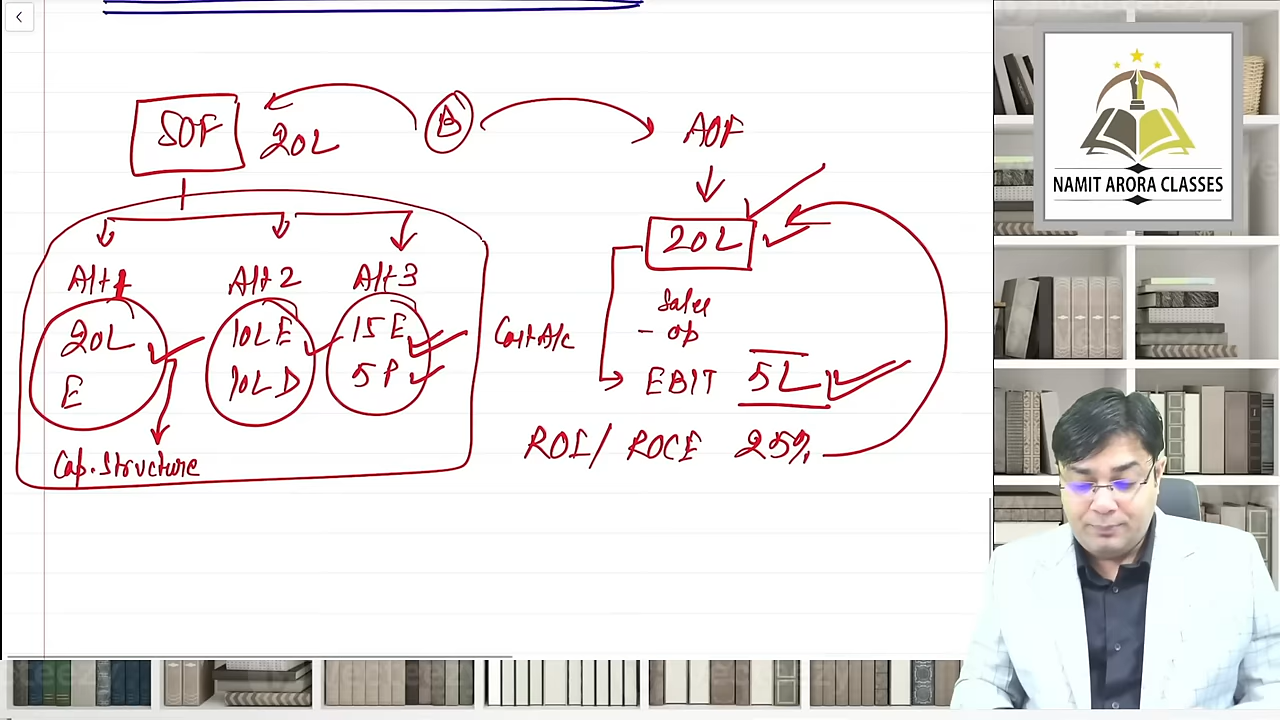 SOF 20L
B
AOF
20L
Alt 1
Alt 2
Alt 3
20L
E
10L E
10L D
15 E
5 P
Cap. Structure
Cost A/c
Sales
- Op
EBIT 5L
ROI/ ROCE 25%
NAMIT ARORA CLASSES